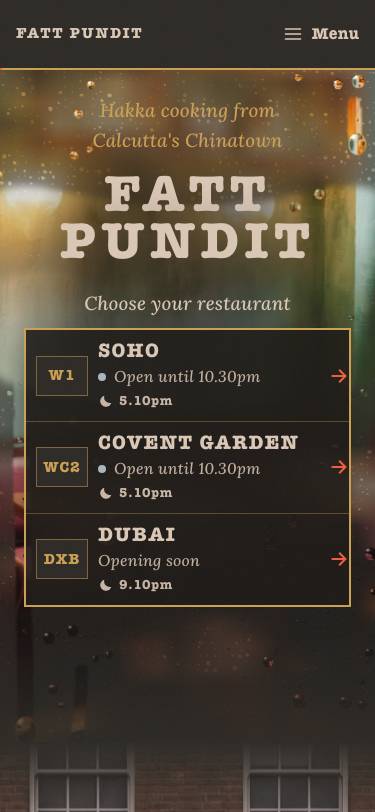 FATT PUNDIT
Menu
Hakka cooking from
Calcutta's Chinatown
FATT
PUNDIT
Choose your restaurant
W1
SOHO
Open until 10.30pm
5.10pm
WC2
COVENT GARDEN
Open until 10.30pm
5.10pm
DXB
DUBAI
Opening soon
9.10pm